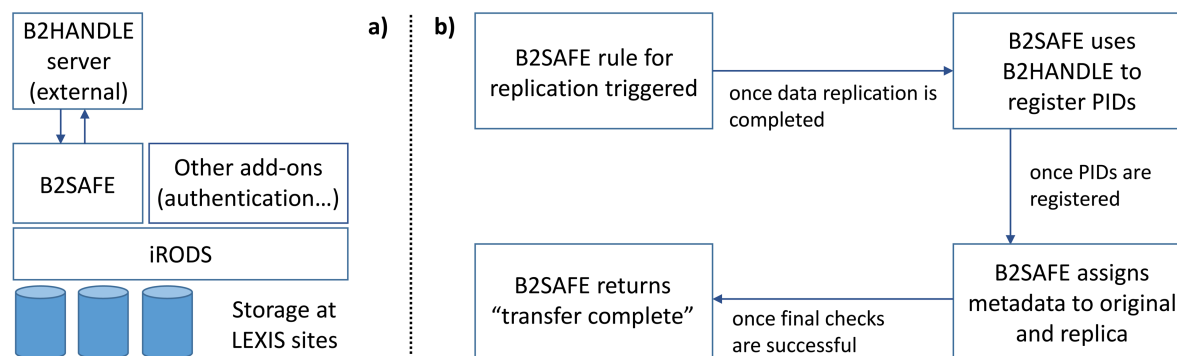 B2HANDLE
server
(external)
a)
B2SAFE
Other add-ons
(authentication...)
iRODS
Storage at
LEXIS sites
b)
B2SAFE rule for
replication triggered
once data replication is
completed
B2SAFE uses
B2HANDLE to
register PIDs
once PIDs are
registered
B2SAFE assigns
metadata to original
and replica
once final checks
are successful
B2SAFE returns
“transfer complete”